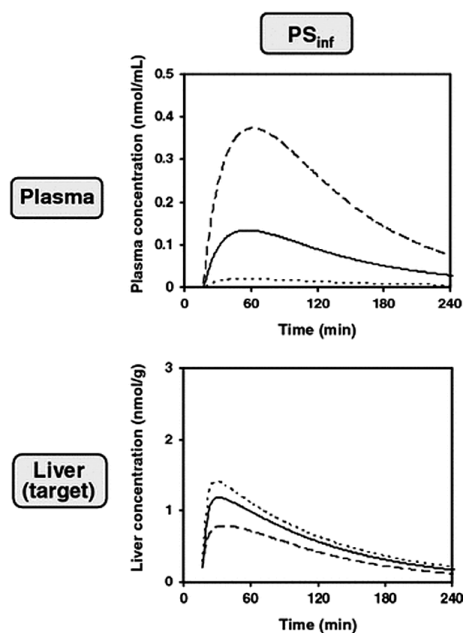 PS_inf
Plasma
Plasma concentration (nmol/mL)
0.5
0.4
0.3
0.2
0.1
0
0 60 120 180 240
Time (min)
Liver
(target)
Liver concentration (nmol/g)
3
2
1
0
0 60 120 180 240
Time (min)